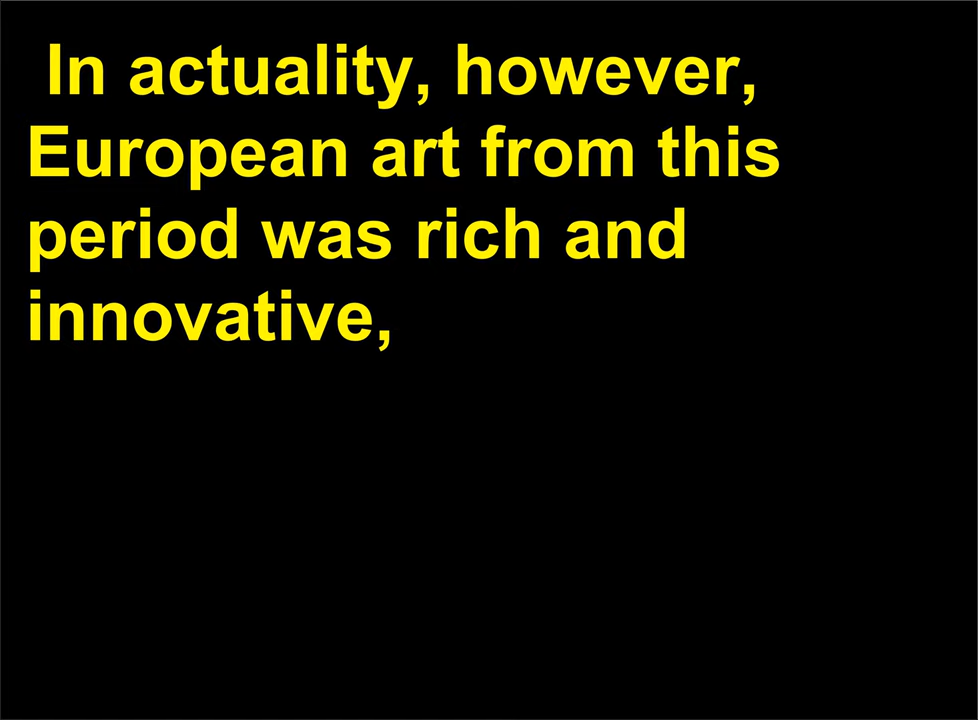 In actuality, however,
European art from this
period was rich and
innovative,